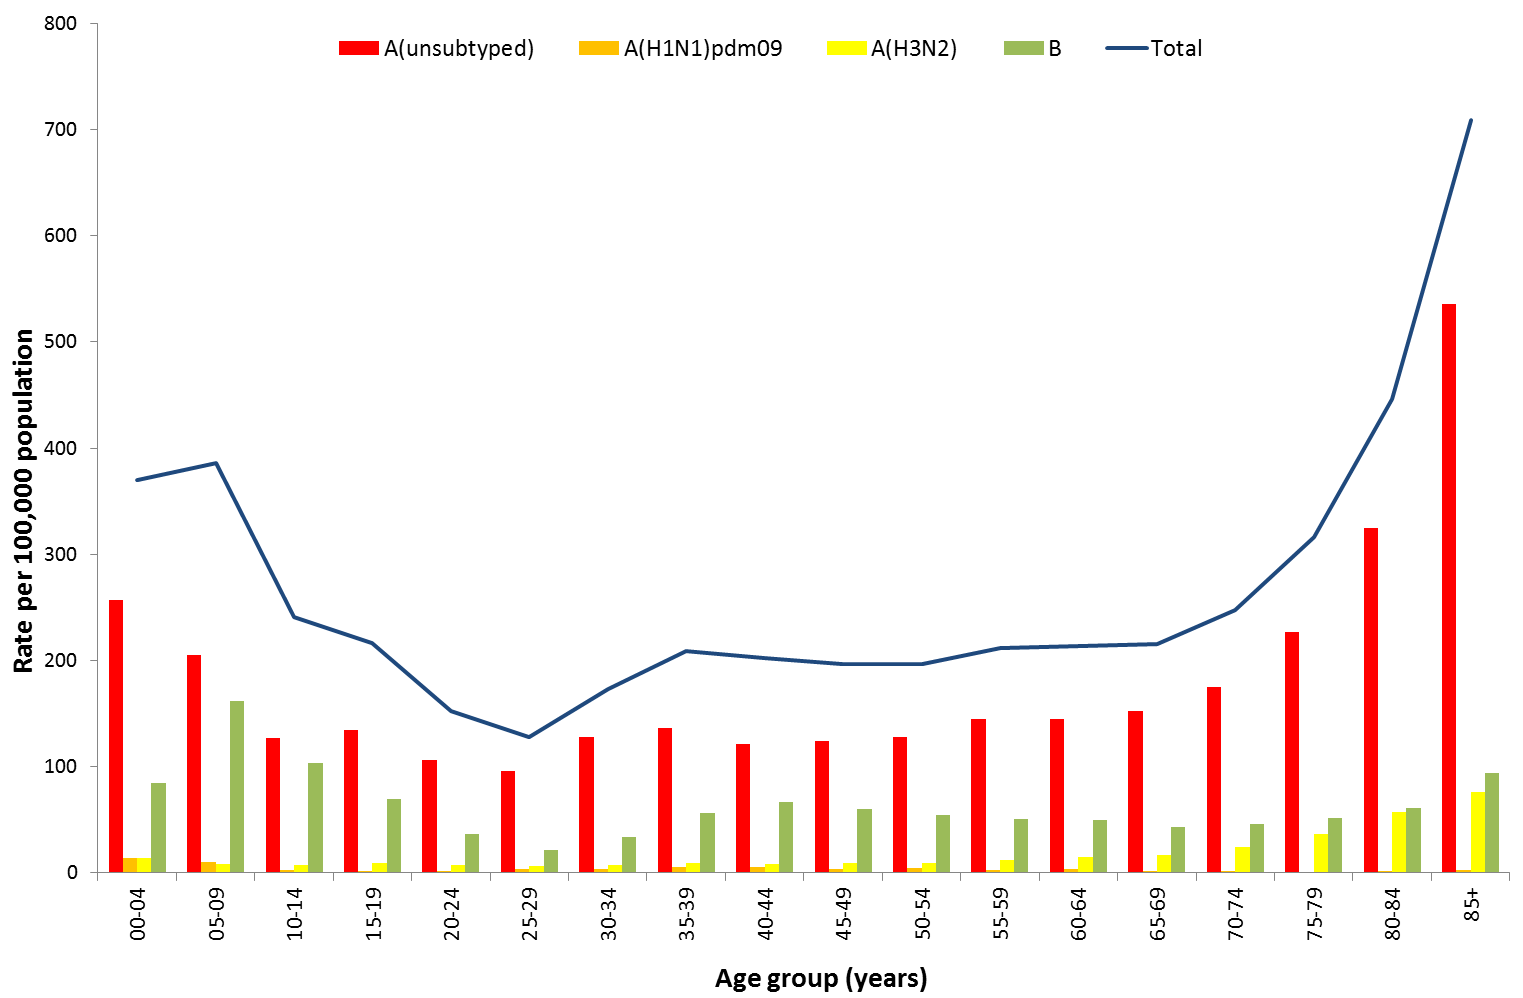 800
A(unsubtyped) A(H1N1)pdm09 A(H3N2) B Total
700
600
500
400
300
200
100
0
Rate per 100,000 population
00-04 05-09 10-14 15-19 20-24 25-29 30-34 35-39 40-44 45-49 50-54 55-59 60-64 65-69 70-74 75-79 80-84 85+
Age group (years)